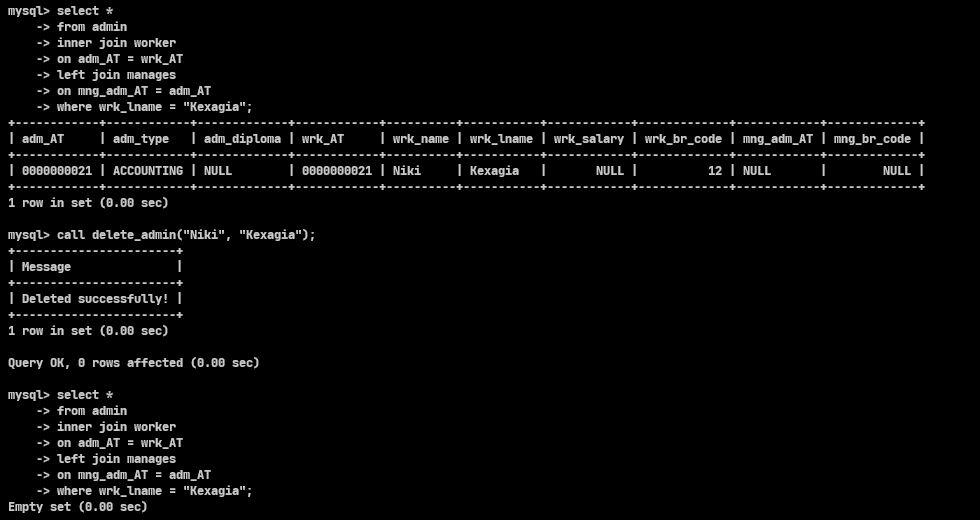 mysql> select *
    -> from admin
    -> inner join worker
    -> on adm_AT = wrk_AT
    -> left join manages
    -> on mng_adm_AT = adm_AT
    -> where wrk_lname = "Kexagia";
+------------+------------+-------------+------------+----------+-----------+------------+-------------+------------+-------------+
| adm_AT     | adm_type   | adm_diploma | wrk_AT     | wrk_name | wrk_lname | wrk_salary | wrk_br_code | mng_adm_AT | mng_br_code |
+------------+------------+-------------+------------+----------+-----------+------------+-------------+------------+-------------+
| 0000000021 | ACCOUNTING | NULL        | 0000000021 | Niki     | Kexagia   |       NULL |          12 | NULL       |        NULL |
+------------+------------+-------------+------------+----------+-----------+------------+-------------+------------+-------------+
1 row in set (0.00 sec)

mysql> call delete_admin("Niki", "Kexagia");
+-----------------------+
| Message               |
+-----------------------+
| Deleted successfully! |
+-----------------------+
1 row in set (0.00 sec)

Query OK, 0 rows affected (0.00 sec)

mysql> select *
    -> from admin
    -> inner join worker
    -> on adm_AT = wrk_AT
    -> left join manages
    -> on mng_adm_AT = adm_AT
    -> where wrk_lname = "Kexagia";
Empty set (0.00 sec)